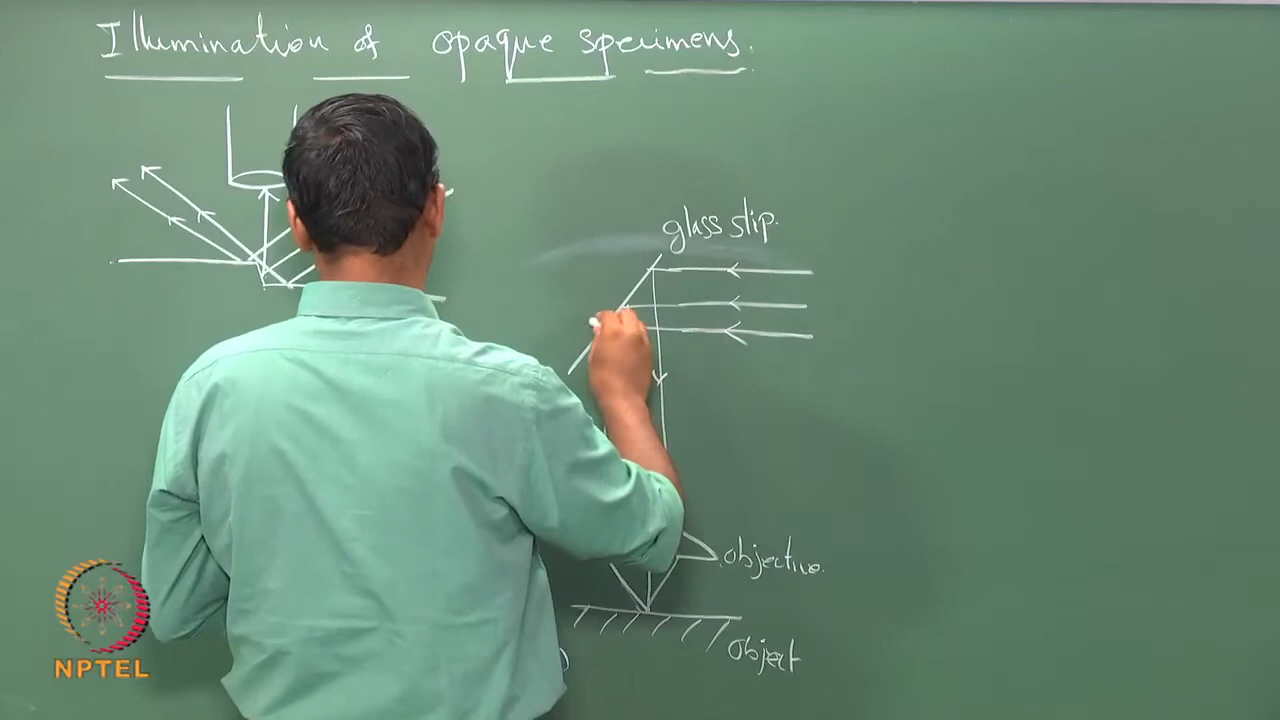 Illumination of opaque specimens.
glass slip.
objective.
object
NPTEL